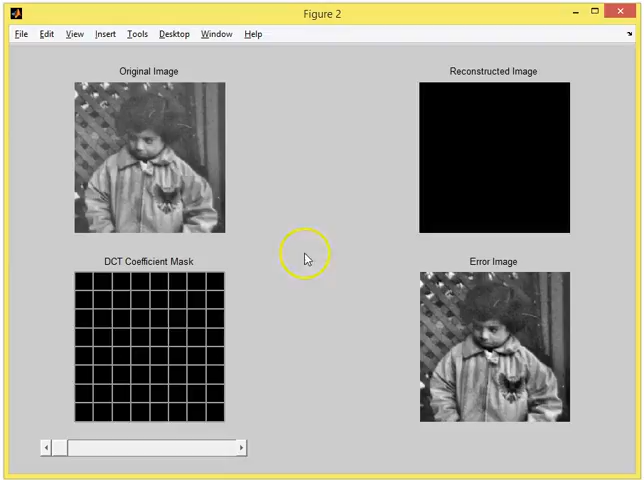 Figure 2
File Edit View Insert Tools Desktop Window Help
Original Image
Reconstructed Image
DCT Coefficient Mask
Error Image